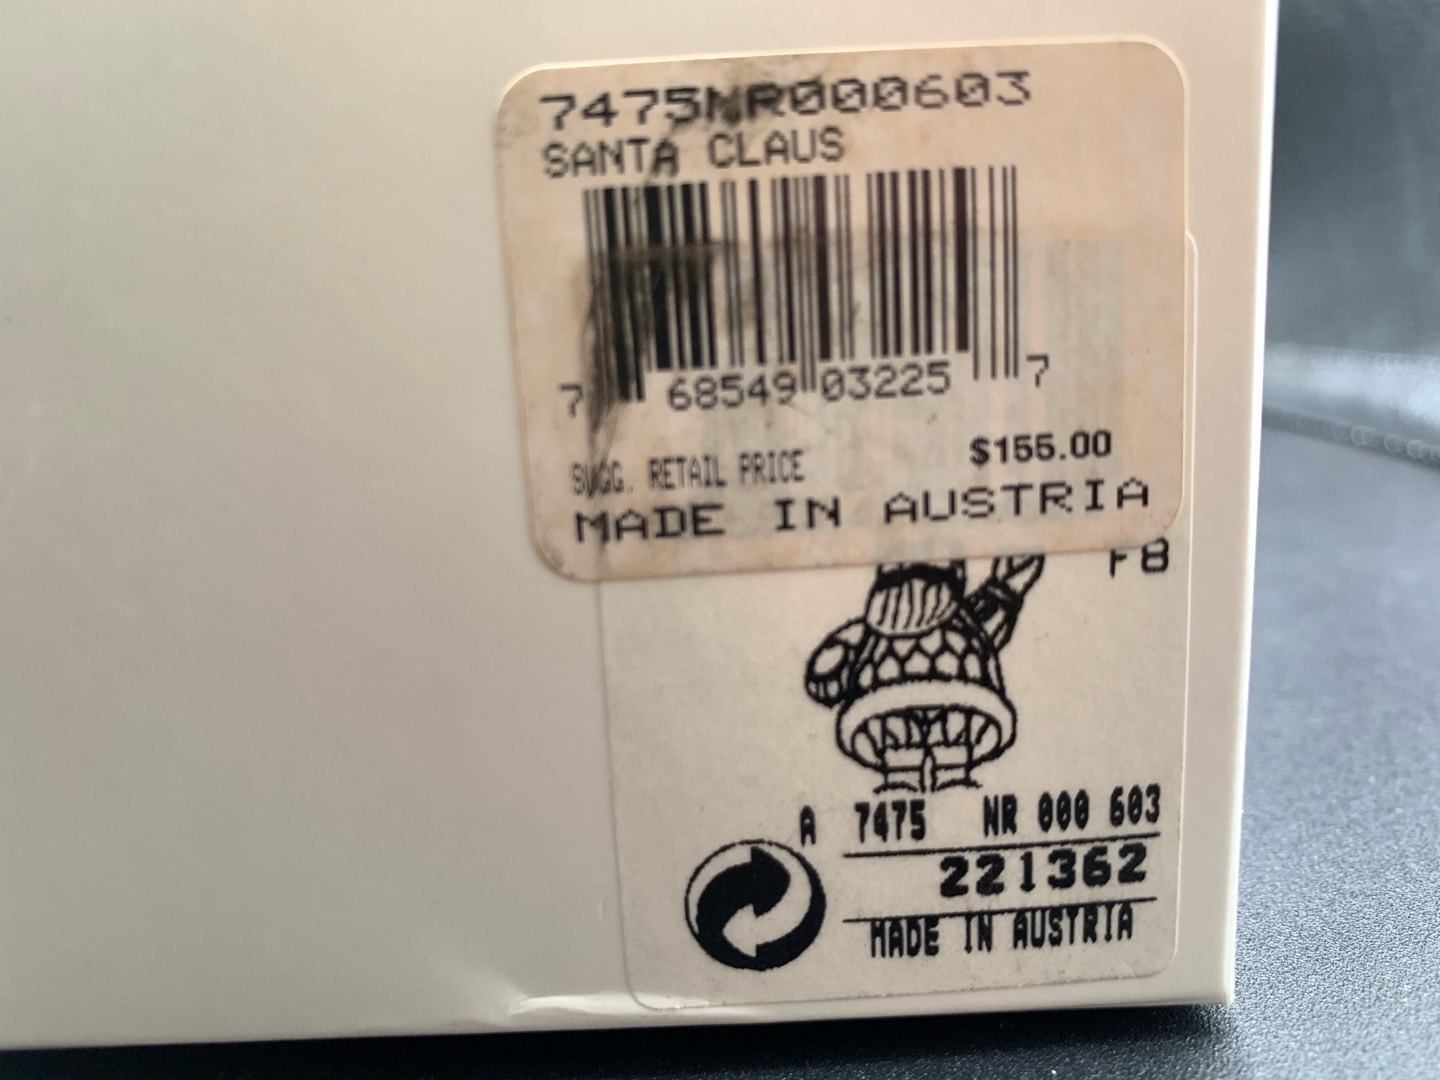 7475NR000603
SANTA CLAUS
7 68549 03225 7
SUGG. RETAIL PRICE $155.00
MADE IN AUSTRIA
F8
A 7475 NR 000 603
221362
MADE IN AUSTRIA